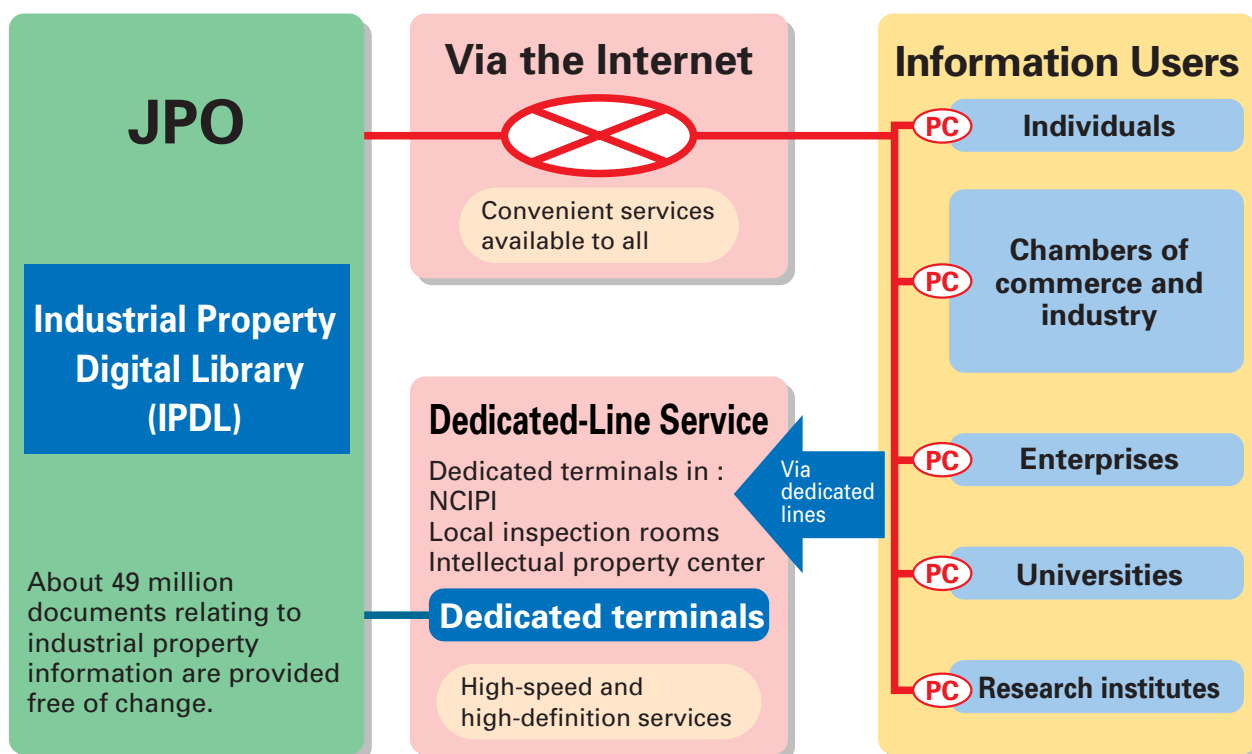 JPO
Industrial Property
Digital Library
(IPDL)
About 49 million
documents relating to
industrial property
information are provided
free of change.
Via the Internet
Convenient services
available to all
Dedicated-Line Service
Dedicated terminals in :
NCIPI
Local inspection rooms
Intellectual property center
Dedicated terminals
High-speed and
high-definition services
Via
dedicated
lines
Information Users
PC Individuals
PC Chambers of
commerce and
industry
PC Enterprises
PC Universities
PC Research institutes